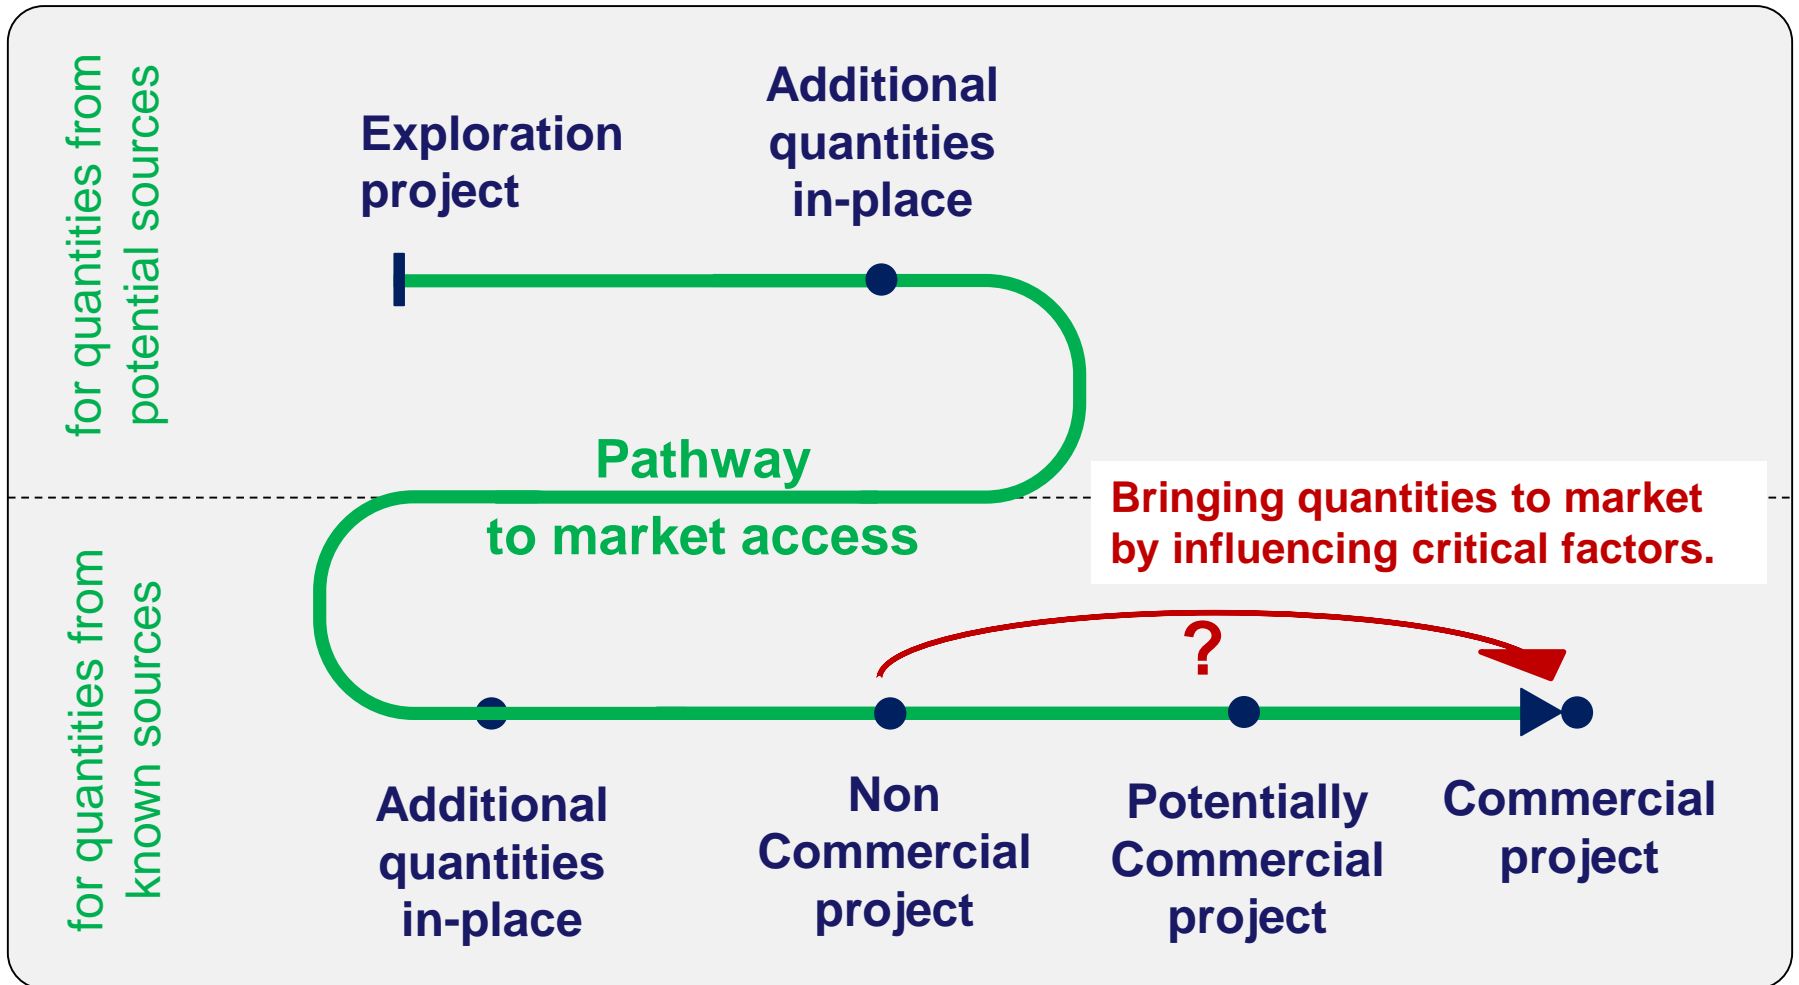 for quantities from
potential sources
Exploration
project
Additional
quantities
in-place
Pathway
to market access
Bringing quantities to market
by influencing critical factors.
for quantities from
known sources
?
Additional
quantities
in-place
Non
Commercial
project
Potentially
Commercial
project
Commercial
project